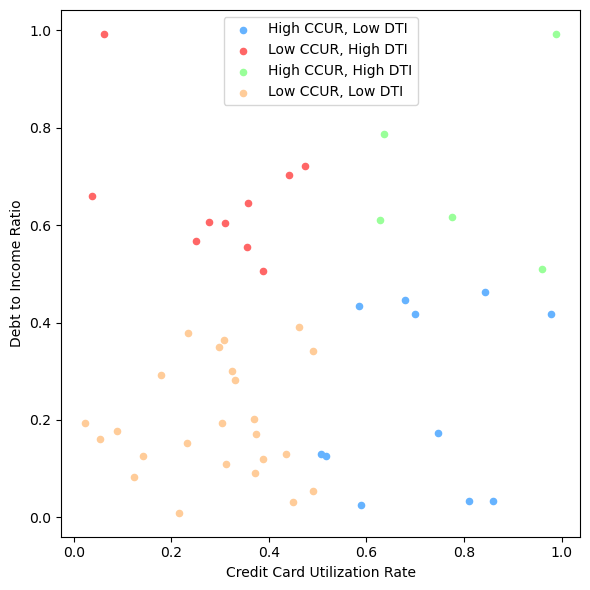 High CCUR, Low DTI
Low CCUR, High DTI
High CCUR, High DTI
Low CCUR, Low DTI
1.0
0.8
0.6
0.4
0.2
0.0
Debt to Income Ratio
0.0 0.2 0.4 0.6 0.8 1.0
Credit Card Utilization Rate